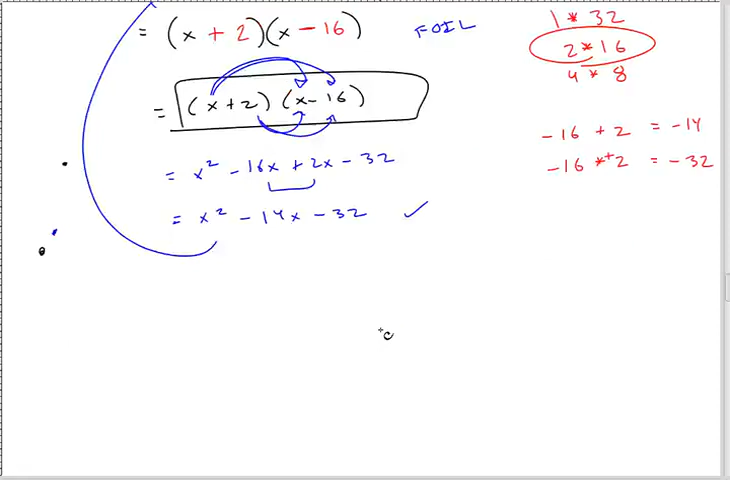 = (x + 2)(x - 16) FOIL
= (x+2) (x-16)
= x² - 16x + 2x - 32
= x² - 14x - 32 ✓
1 * 32
2 * 16
4 * 8
-16 + 2 = -14
-16 * +2 = -32